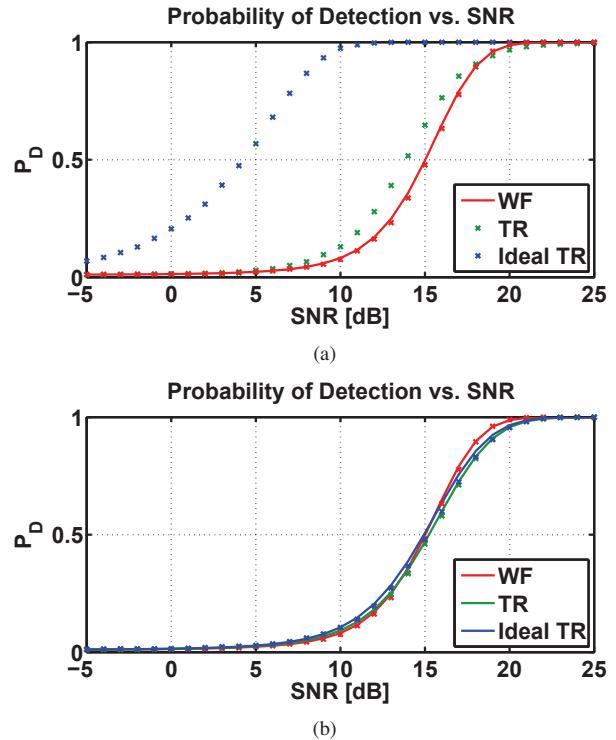 Probability of Detection vs. SNR
1
0.5
0
P_D
WF
TR
Ideal TR
−5 0 5 10 15 20 25
SNR [dB]
(a)
Probability of Detection vs. SNR
1
0.5
0
P_D
WF
TR
Ideal TR
−5 0 5 10 15 20 25
SNR [dB]
(b)